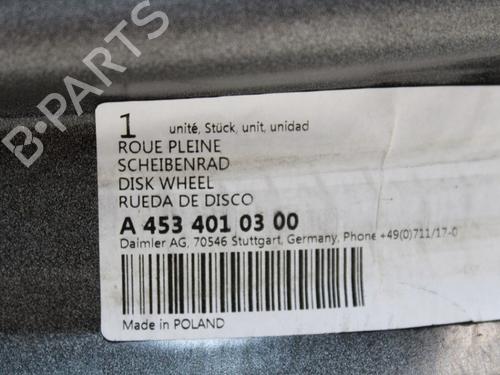 B-PARTS
1 unité, Stück, unit, unidad
ROUE PLEINE
SCHEIBENRAD
DISK WHEEL
RUEDA DE DISCO
A 453 401 03 00
Daimler AG, 70546 Stuttgart, Germany, Phone +49(0)711/17-0
Made in POLAND